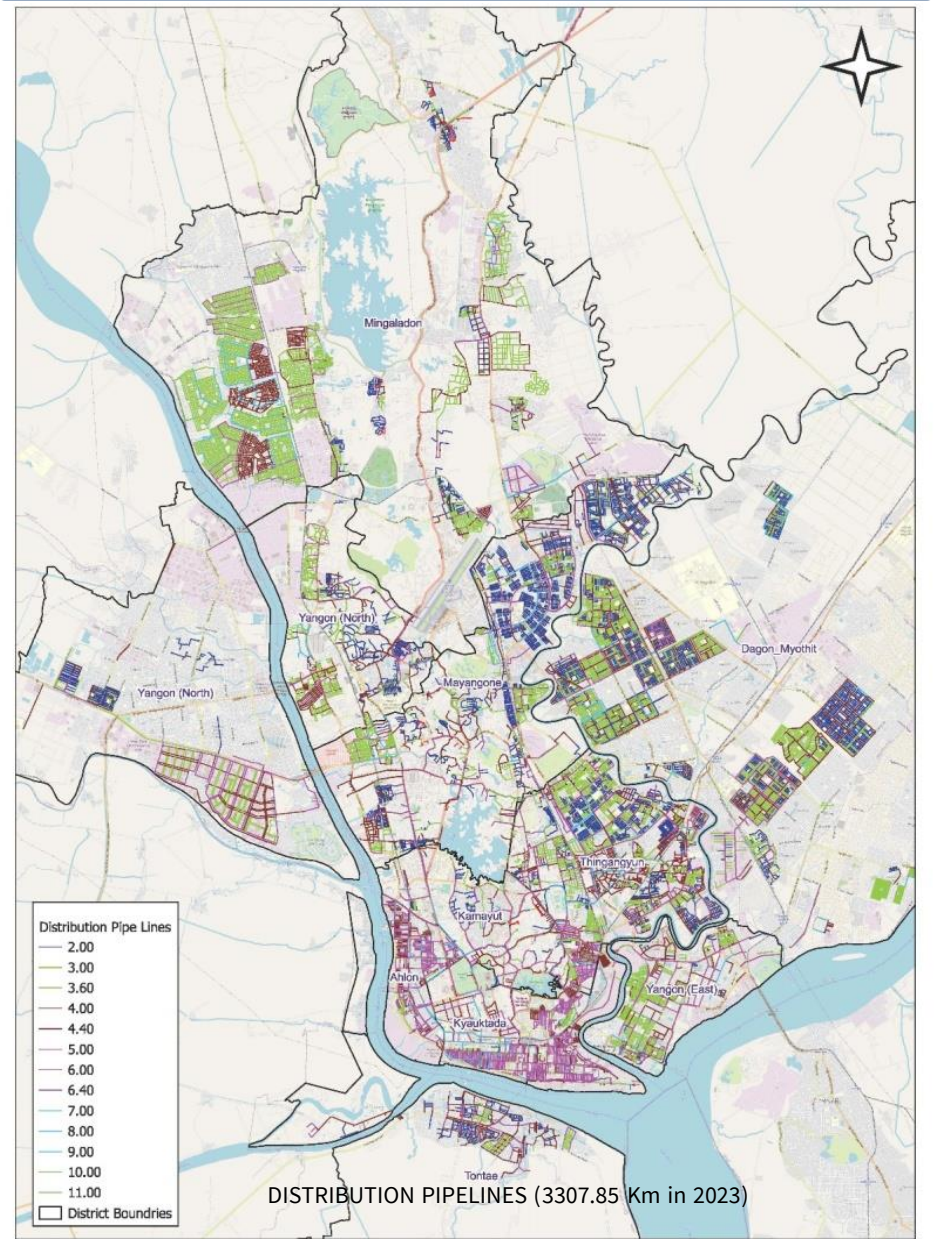 Mingaladon
Yangon (North)
Dagon_Myothit
Mayangone
Yangon (North)
Thingangyun
Kamayut
Ahlon
Yangon (East)
Kyauktada
Tontae
Distribution Pipe Lines
2.00
3.00
3.60
4.00
4.40
5.00
6.00
6.40
7.00
8.00
9.00
10.00
11.00
District Boundries
DISTRIBUTION PIPELINES (3307.85 Km in 2023)